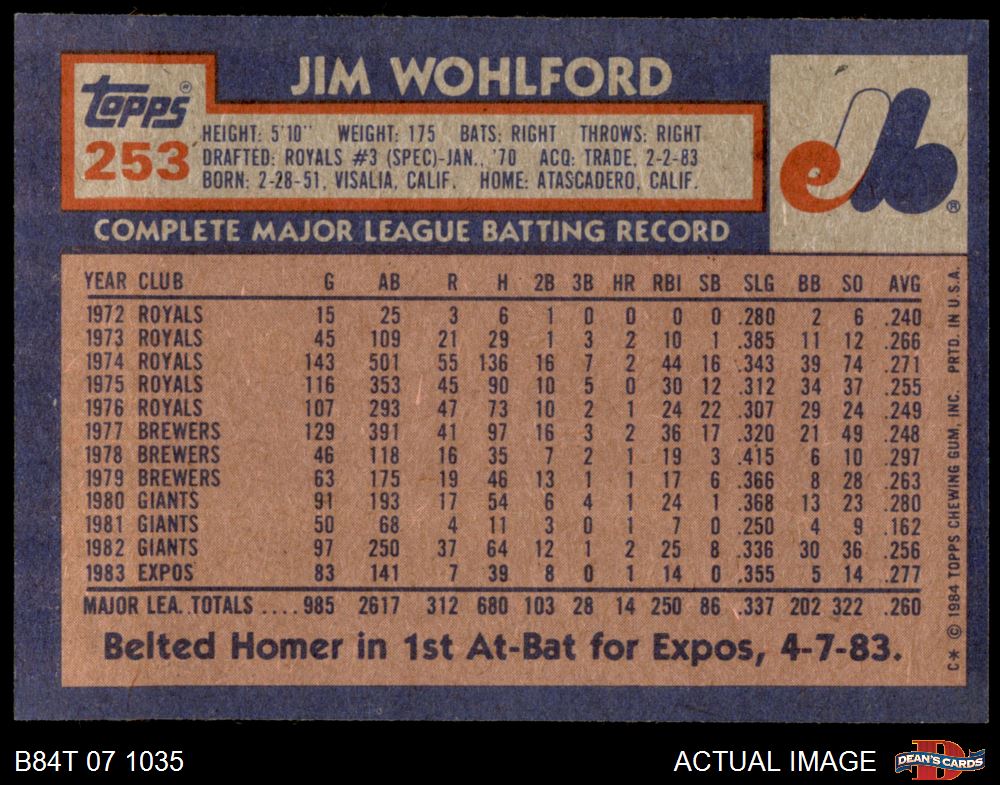 JIM WOHLFORD
TOPPS®
253
HEIGHT: 5'10" WEIGHT: 175 BATS: RIGHT THROWS: RIGHT
DRAFTED: ROYALS #3 (SPEC)-JAN., '70 ACQ: TRADE, 2-2-83
BORN: 2-28-51, VISALIA, CALIF. HOME: ATASCADERO, CALIF.
®
COMPLETE MAJOR LEAGUE BATTING RECORD
YEAR CLUB G AB R H 2B 3B HR RBI SB SLG BB SO AVG
1972 ROYALS 15 25 3 6 1 0 0 0 0 .280 2 6 .240
1973 ROYALS 45 109 21 29 1 3 2 10 1 .385 11 12 .266
1974 ROYALS 143 501 55 136 16 7 2 44 16 .343 39 74 .271
1975 ROYALS 116 353 45 90 10 5 0 30 12 .312 34 37 .255
1976 ROYALS 107 293 47 73 10 2 1 24 22 .307 29 24 .249
1977 BREWERS 129 391 41 97 16 3 2 36 17 .320 21 49 .248
1978 BREWERS 46 118 16 35 7 2 1 19 3 .415 6 10 .297
1979 BREWERS 63 175 19 46 13 1 1 17 6 .366 8 28 .263
1980 GIANTS 91 193 17 54 6 4 1 24 1 .368 13 23 .280
1981 GIANTS 50 68 4 11 3 0 1 7 0 .250 4 9 .162
1982 GIANTS 97 250 37 64 12 1 2 25 8 .336 30 36 .256
1983 EXPOS 83 141 7 39 8 0 1 14 0 .355 5 14 .277
MAJOR LEA. TOTALS .... 985 2617 312 680 103 28 14 250 86 .337 202 322 .260
Belted Homer in 1st At-Bat for Expos, 4-7-83.
C* © 1984 TOPPS CHEWING GUM, INC. PRTD. IN U.S.A.
B84T 07 1035
ACTUAL IMAGE
D
DEAN'S CARDS